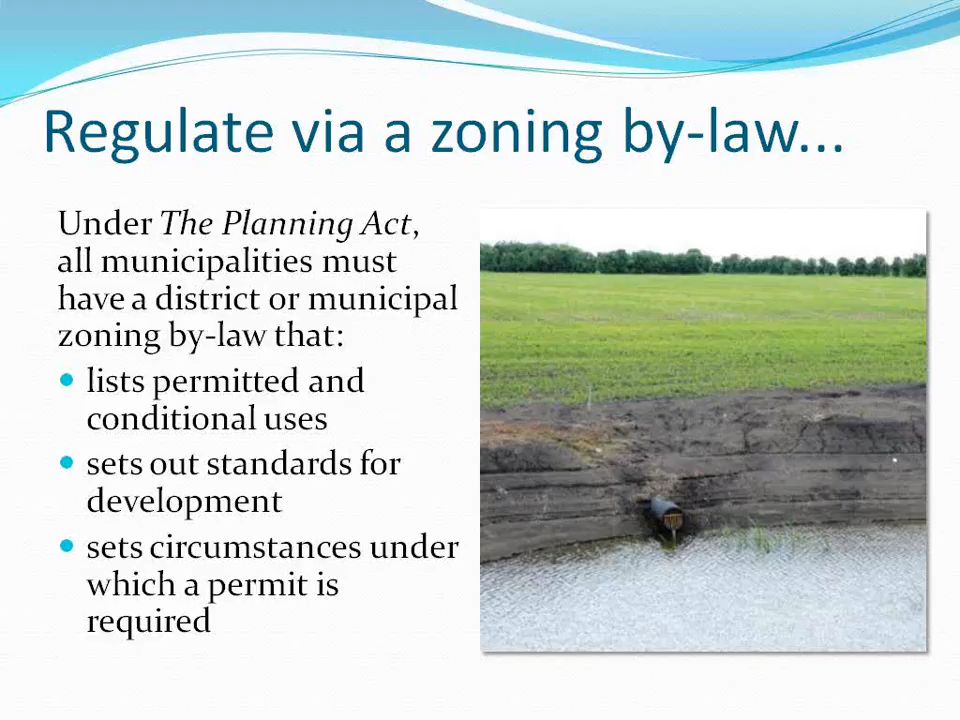 Regulate via a zoning by-law...
Under The Planning Act,
all municipalities must
have a district or municipal
zoning by-law that:
• lists permitted and
conditional uses
• sets out standards for
development
• sets circumstances under
which a permit is
required